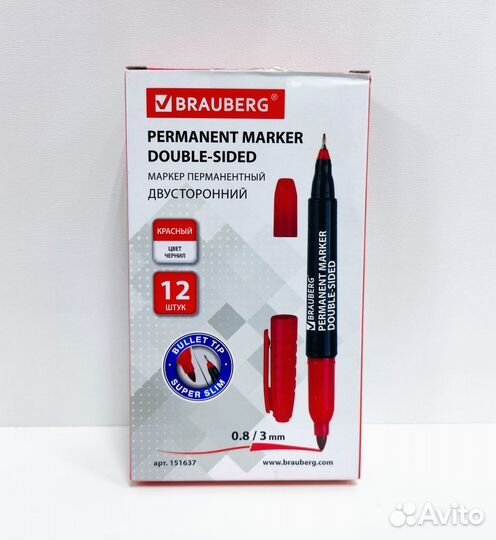 BRAUBERG®
PERMANENT MARKER
DOUBLE-SIDED
МАРКЕР ПЕРМАНЕНТНЫЙ
ДВУСТОРОННИЙ
КРАСНЫЙ
ЦВЕТ
ЧЕРНИЛ
12
ШТУК
BULLET TIP
SUPER SLIM
BRAUBERG
PERMANENT MARKER
DOUBLE-SIDED
0.8 / 3 mm
арт. 151637
www.brauberg.com
Avito